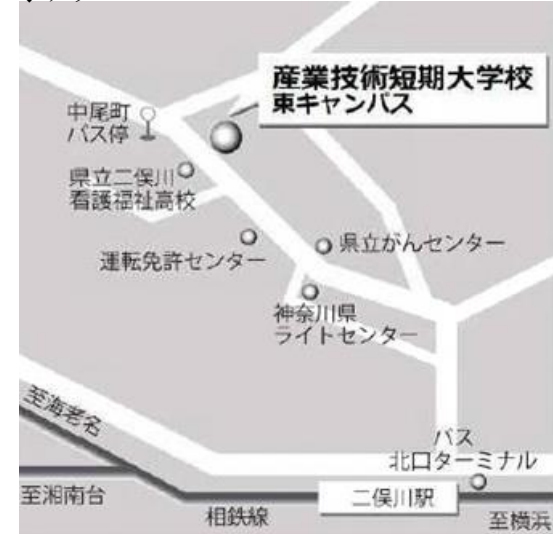 産業技術短期大学校
東キャンパス
中尾町
バス停
県立二俣川
看護福祉高校
運転免許センター
県立がんセンター
神奈川県
ライトセンター
至海老名
バス
北口ターミナル
至湘南台
相鉄線
二俣川駅
至横浜